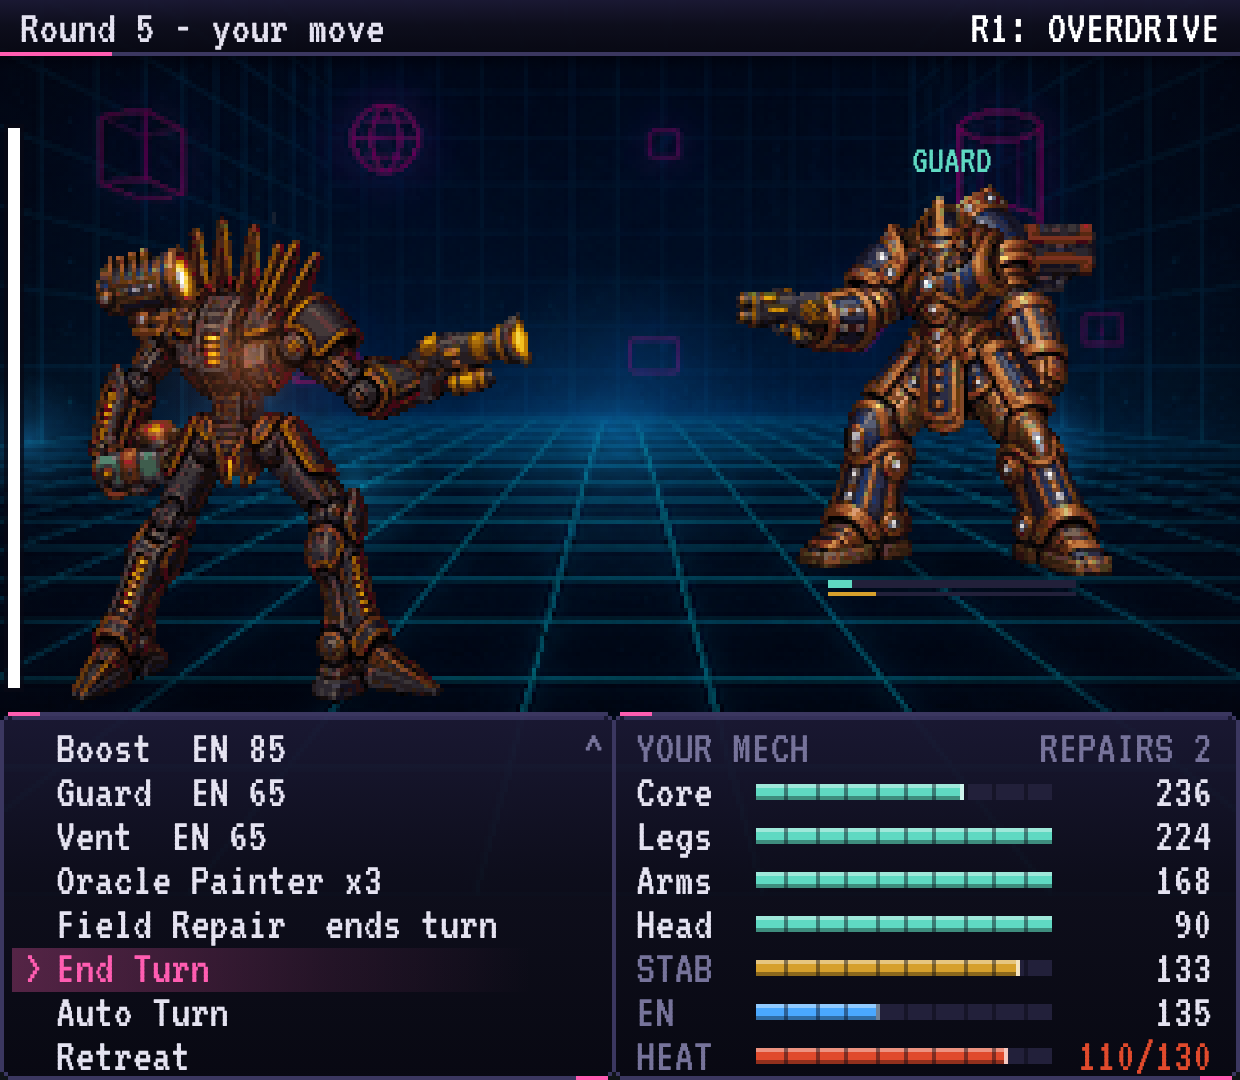 Round 5 - your move
R1: OVERDRIVE
GUARD
Boost EN 85 ^
Guard EN 65
Vent EN 65
Oracle Painter x3
Field Repair ends turn
> End Turn
Auto Turn
Retreat
YOUR MECH REPAIRS 2
Core 236
Legs 224
Arms 168
Head 90
STAB 133
EN 135
HEAT 110/130